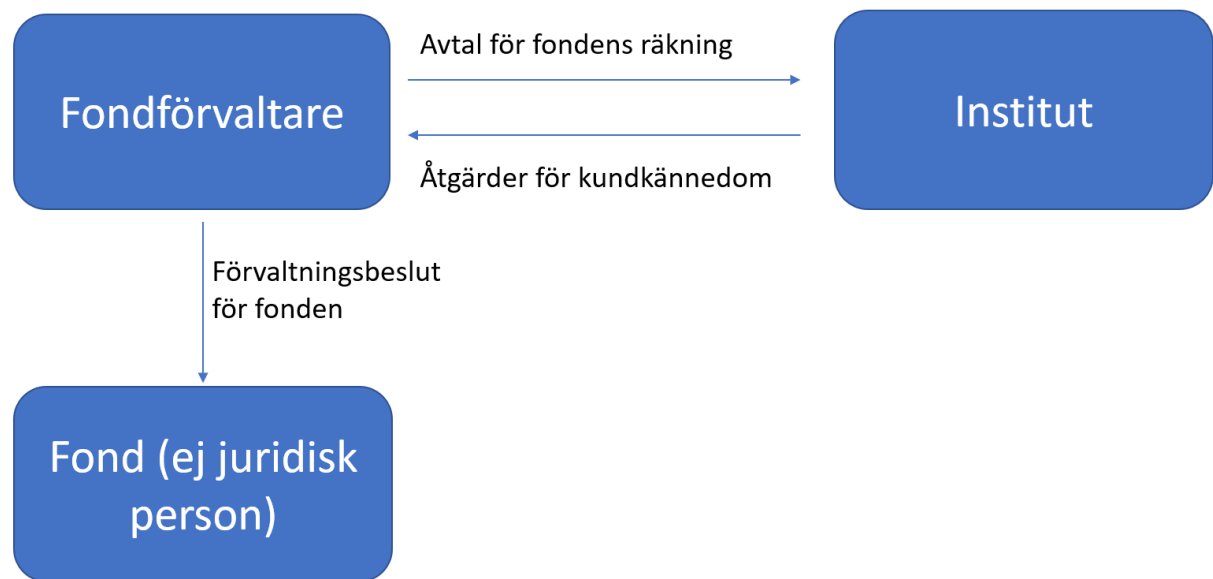 Fondförvaltare
Avtal för fondens räkning
Åtgärder för kundkännedom
Institut
Förvaltningsbeslut
för fonden
Fond (ej juridisk
person)